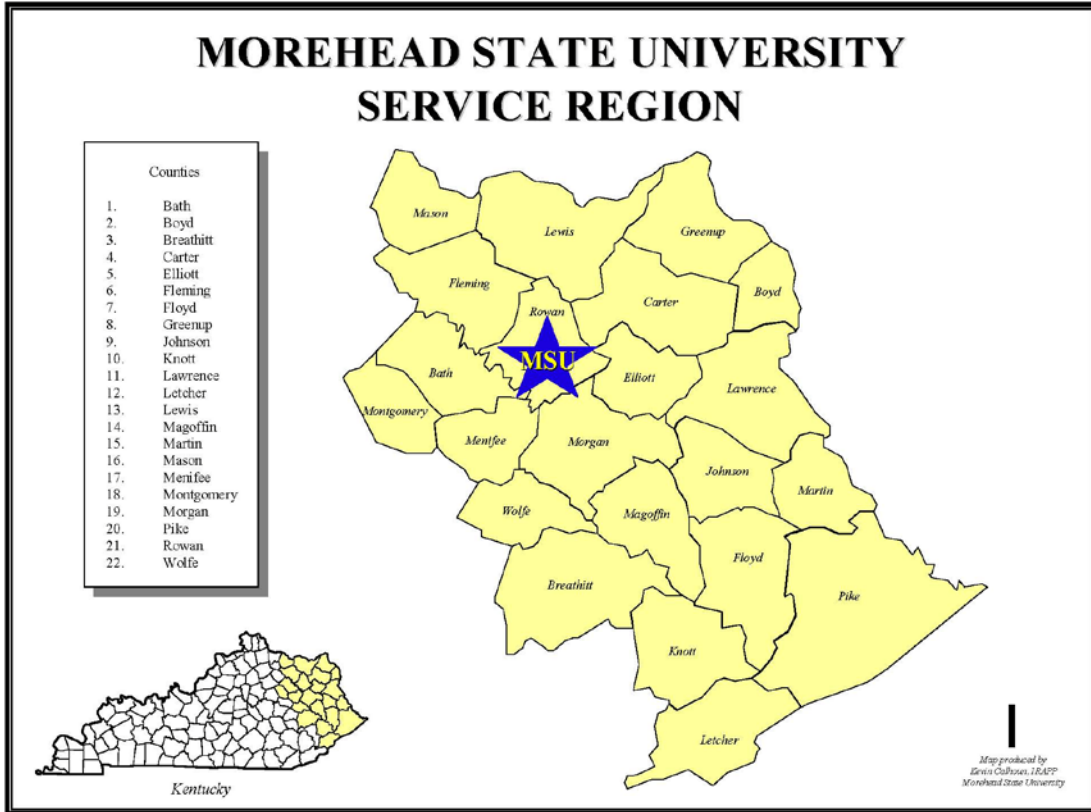 MOREHEAD STATE UNIVERSITY
SERVICE REGION
Counties
1. Bath
2. Boyd
3. Breathitt
4. Carter
5. Elliott
6. Fleming
7. Floyd
8. Greenup
9. Johnson
10. Knott
11. Lawrence
12. Letcher
13. Lewis
14. Magoffin
15. Martin
16. Mason
17. Menifee
18. Montgomery
19. Morgan
20. Pike
21. Rowan
22. Wolfe
Mason
Lewis
Greenup
Fleming
Rowan
Carter
Boyd
MSU
Bath
Elliott
Lawrence
Montgomery
Menifee
Morgan
Johnson
Martin
Wolfe
Magoffin
Floyd
Breathitt
Pike
Knott
Letcher
Kentucky
Map produced by
Kevin Calhoun, IRAPP
Morehead State University